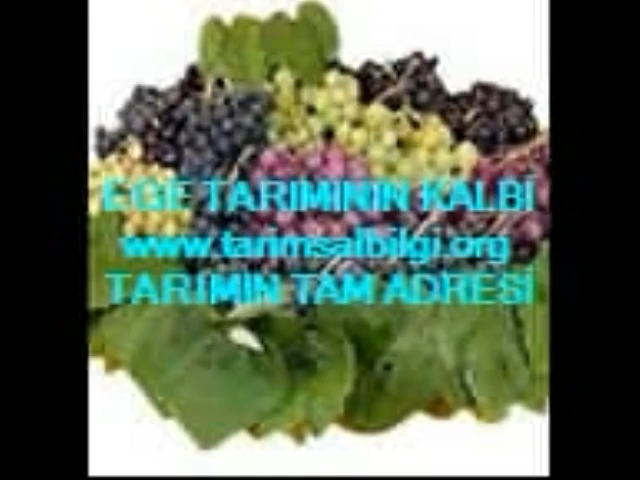 EGE TARIMININ KALBİ
www.tarimsalbilgi.org
TARIMIN TAM ADRESİ